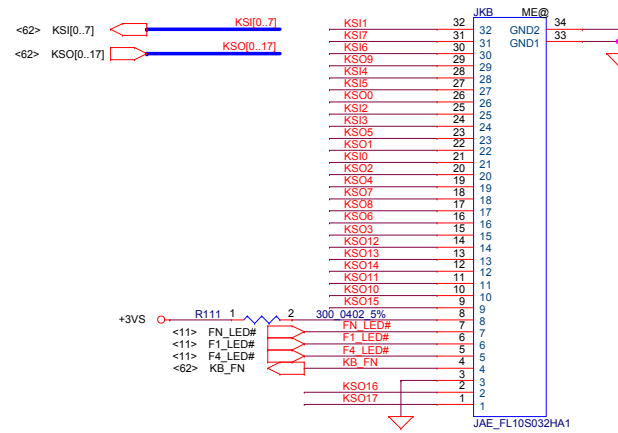 KSI[0..7]
<62> KSI[0..7]
KSO[0..17]
<62> KSO[0..17]
JKB ME@
KSI1 32 32 GND2 34
KSI7 31 31 GND1 33
KSI6 30 30
KSO9 29 29
KSI4 28 28
KSI5 27 27
KSO0 26 26
KSI2 25 25
KSI3 24 24
KSO5 23 23
KSO1 22 22
KSI0 21 21
KSO2 20 20
KSO4 19 19
KSO7 18 18
KSO8 17 17
KSO6 16 16
KSO3 15 15
KSO12 14 14
KSO13 13 13
KSO14 12 12
KSO11 11 11
KSO10 10 10
KSO15 9 9
+3VS R111 1 2 300_0402_5% 8 8
<11> FN_LED# FN_LED# 7 7
<11> F1_LED# F1_LED# 6 6
<11> F4_LED# F4_LED# 5 5
<62> KB_FN KB_FN 4 4
3 3
KSO16 2 2
KSO17 1 1
JAE_FL10S032HA1